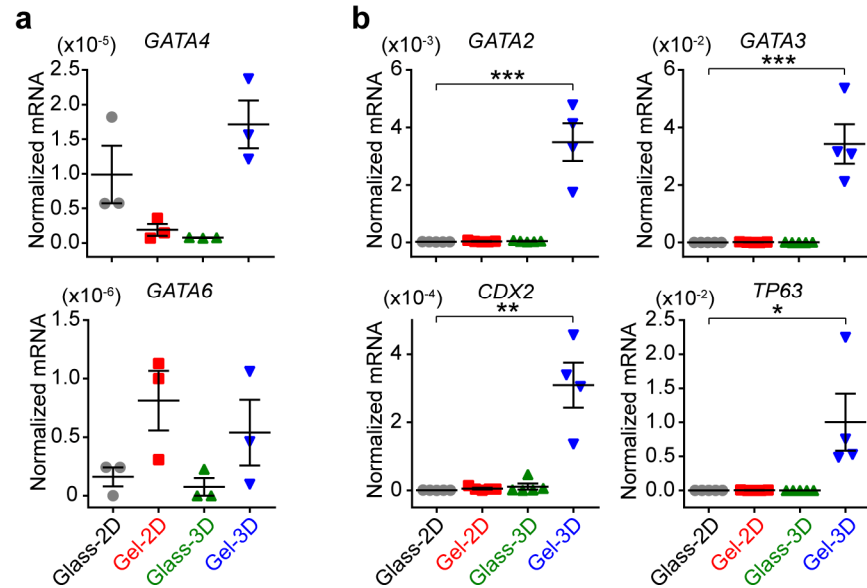 a
b
(x10⁻⁵)
GATA4
Normalized mRNA
2.5
2.0
1.5
1.0
0.5
0.0
(x10⁻³)
GATA2
***
Normalized mRNA
6
4
2
0
(x10⁻²)
GATA3
***
Normalized mRNA
6
4
2
0
(x10⁻⁶)
GATA6
Normalized mRNA
1.5
1.0
0.5
0
Glass-2D
Gel-2D
Glass-3D
Gel-3D
(x10⁻⁴)
CDX2
**
Normalized mRNA
4
2
0
Glass-2D
Gel-2D
Glass-3D
Gel-3D
(x10⁻²)
TP63
*
Normalized mRNA
2.5
2.0
1.5
1.0
0.5
0.0
Glass-2D
Gel-2D
Glass-3D
Gel-3D